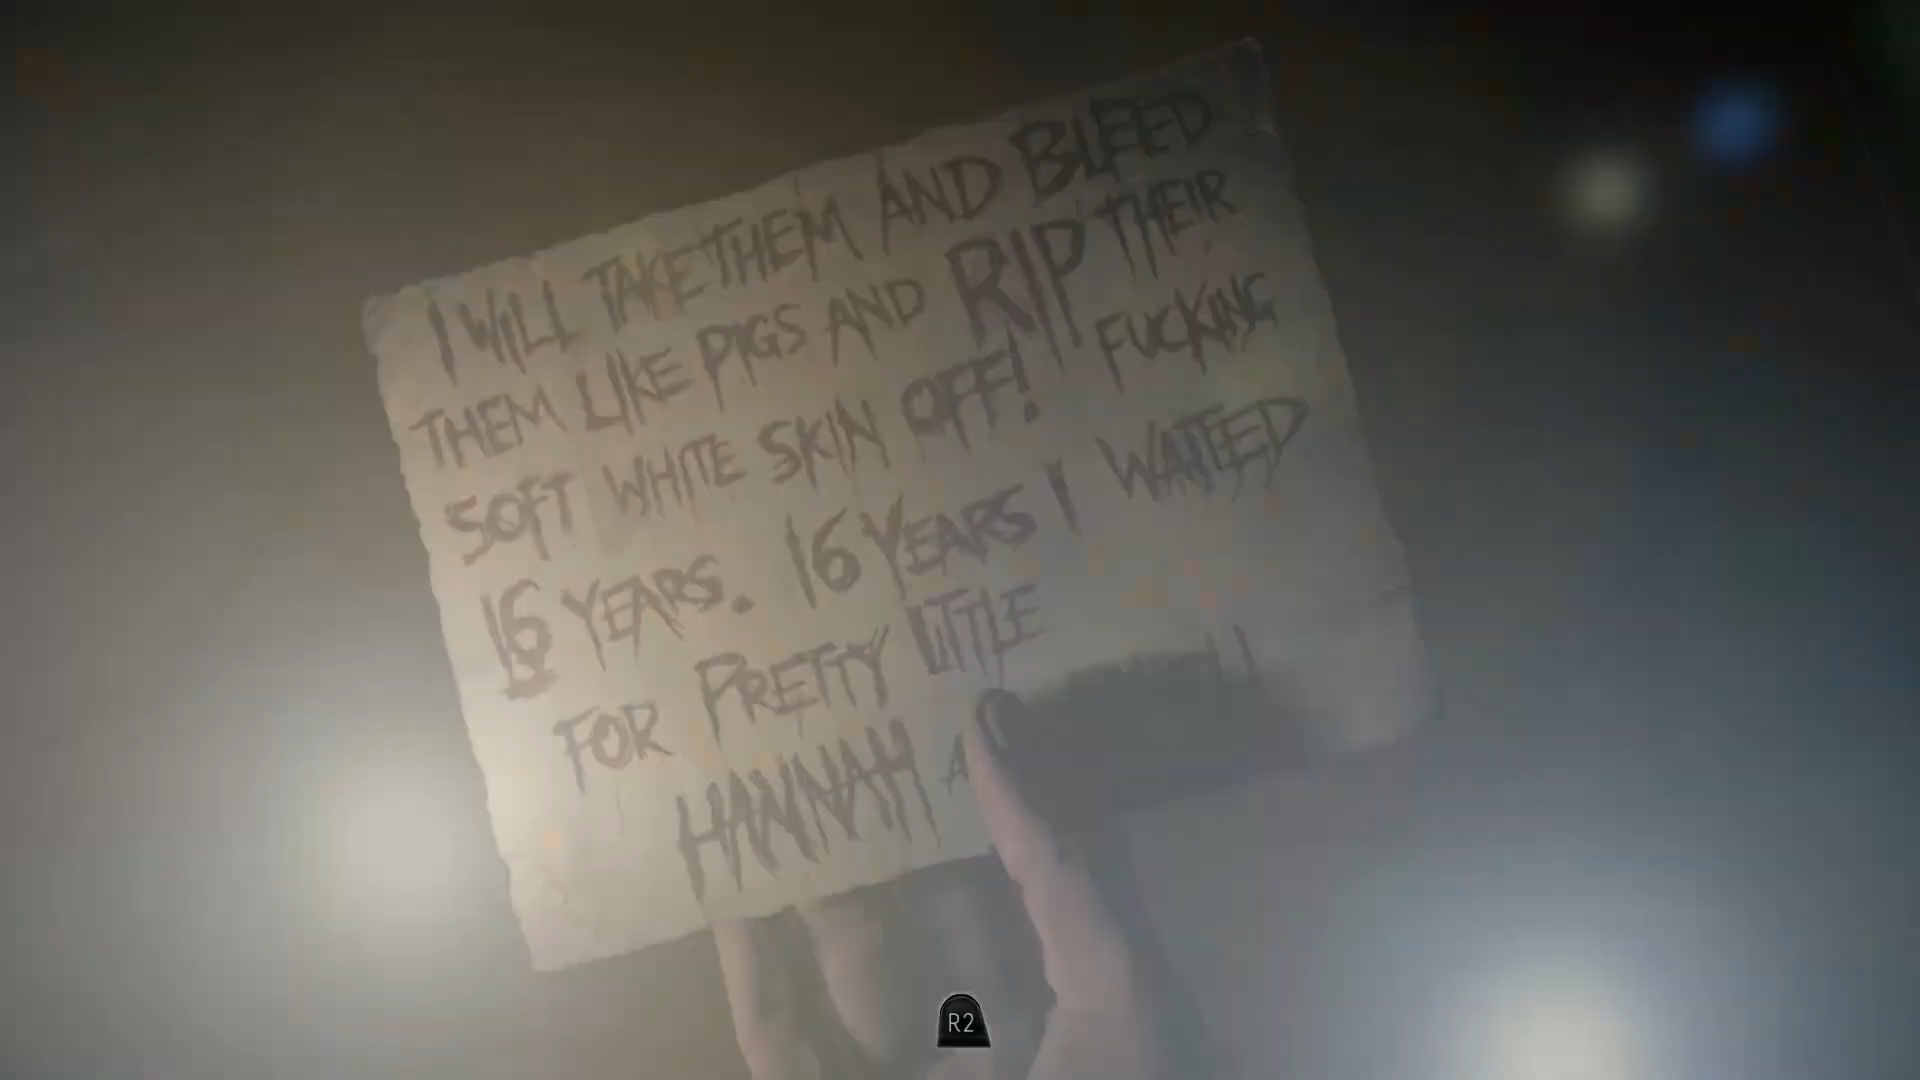 I WILL TAKE THEM AND BLEED
THEM LIKE PIGS AND RIP THEIR
SOFT WHITE SKIN OFF! FUCKING
16 YEARS. 16 YEARS I WAITED
FOR PRETTY LITTLE
HANNAH
R2